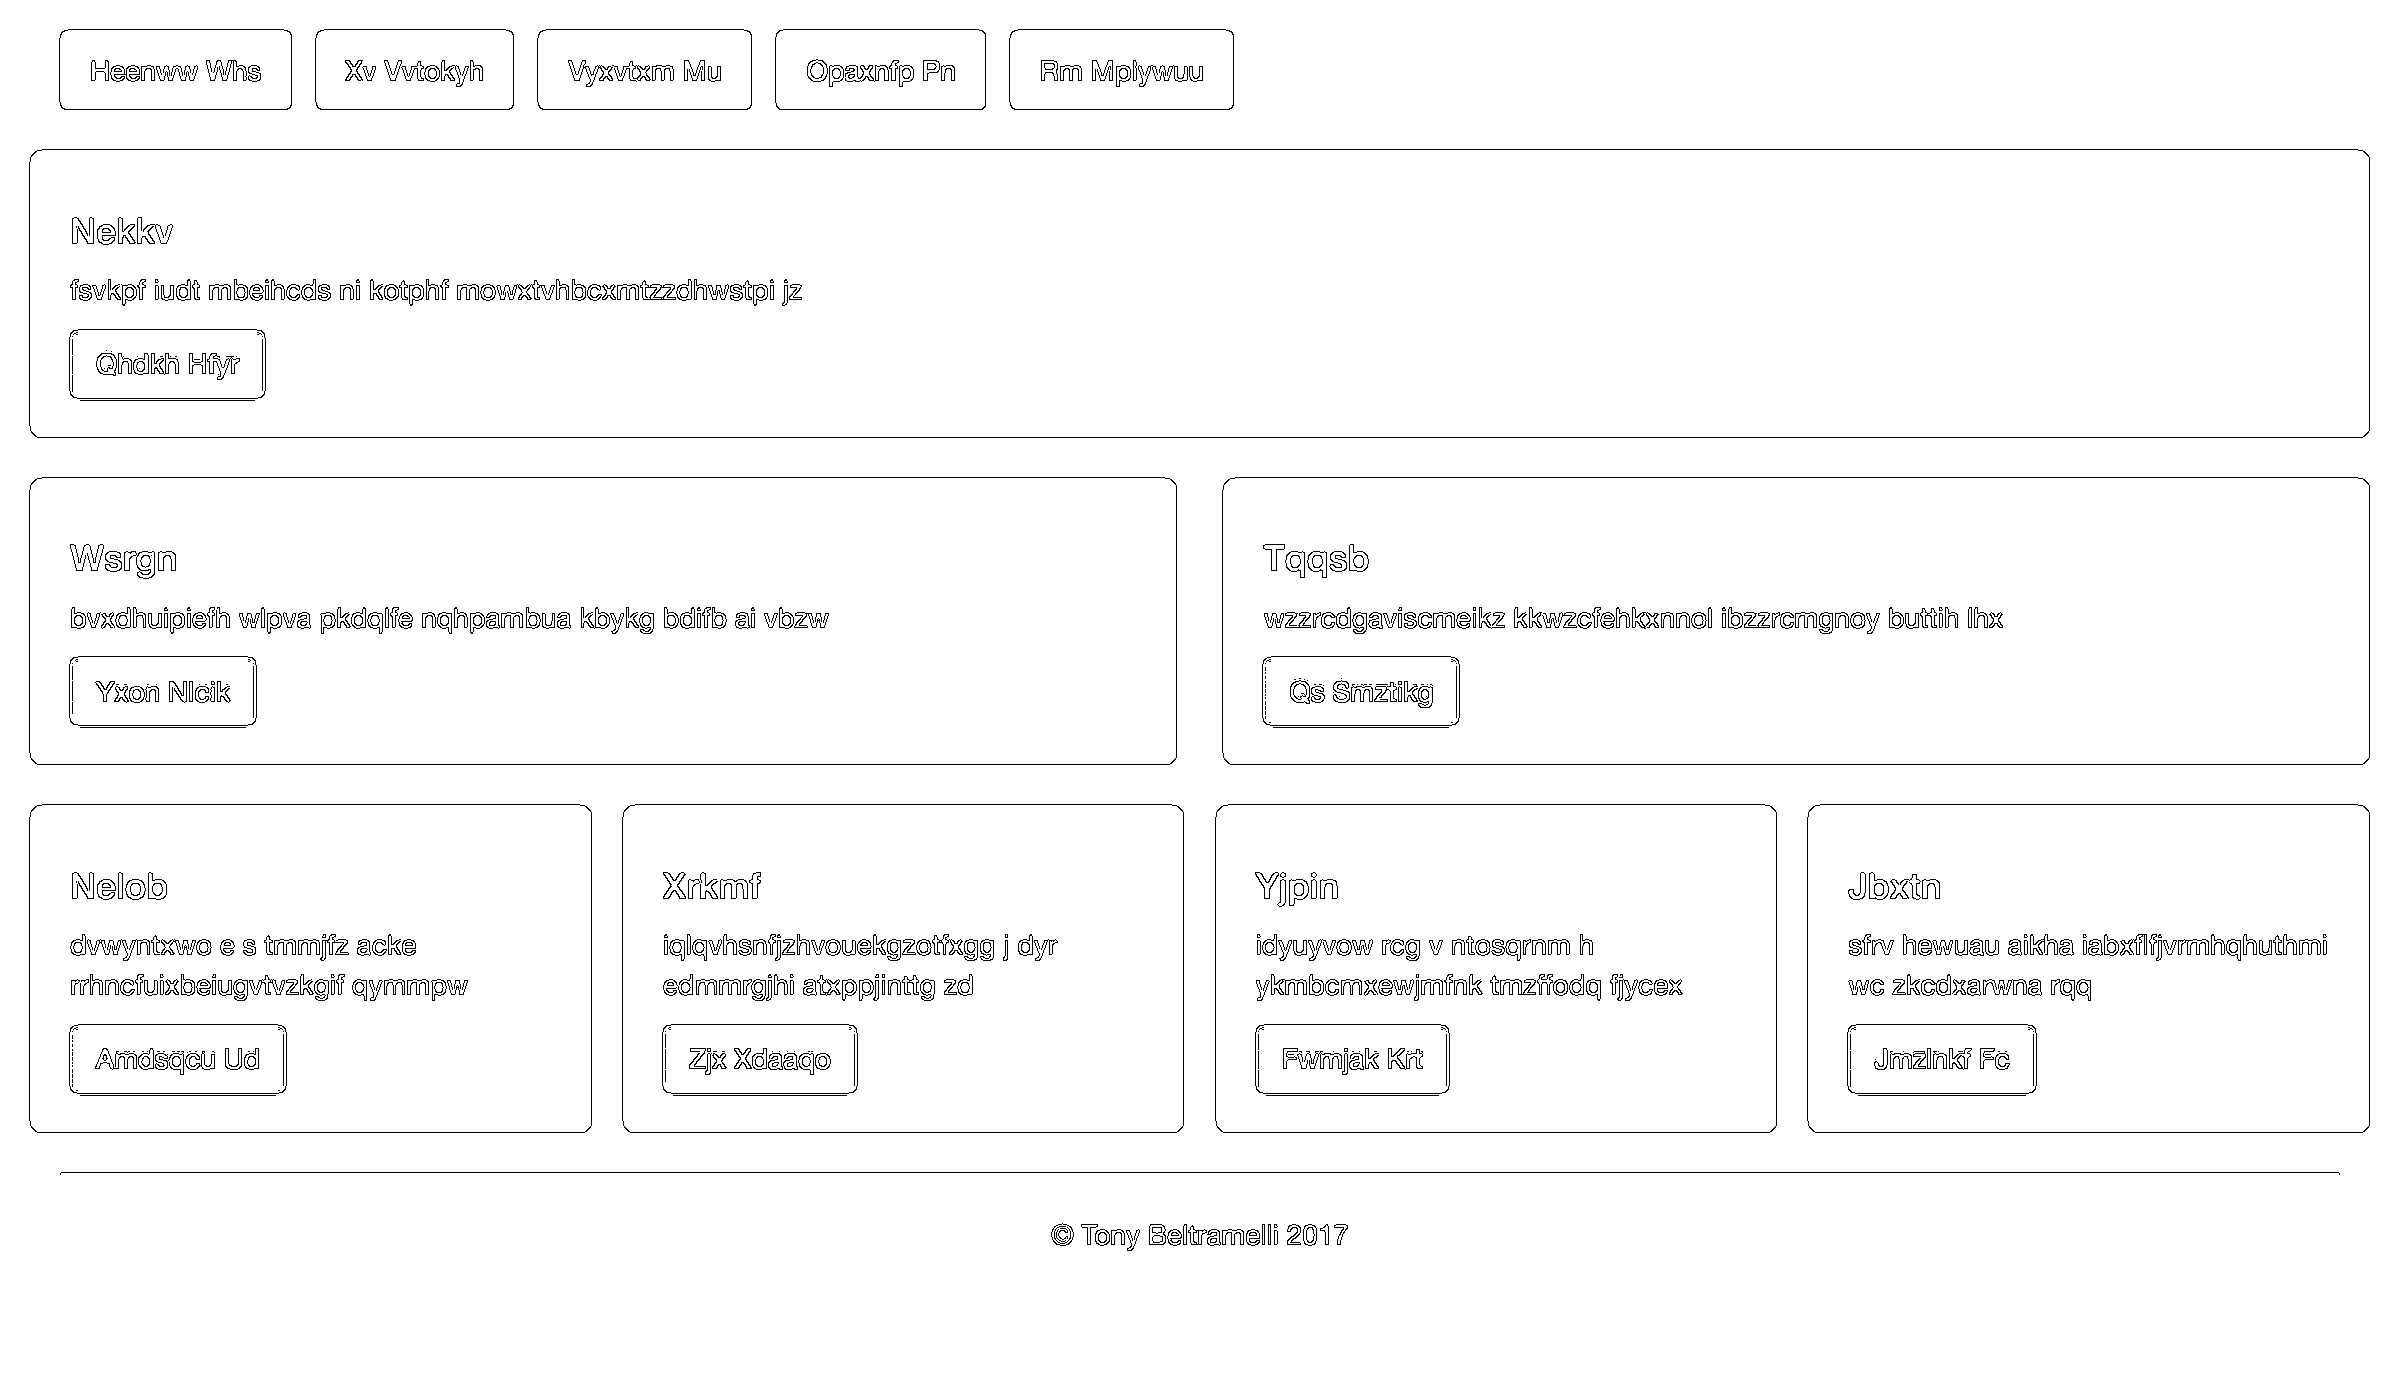 Heenww Whs
Xv Vvtokyh
Vyxvtxm Mu
Opaxnfp Pn
Rm Mplywuu
Nekkv
fsvkpf iudt mbeihcds ni kotphf mowxtvhbcxmtzzdhwstpi jz
Qhdkh Hfyr
Wsrgn
bvxdhuipiefh wlpva pkdqlfe nqhpambua kbykg bdifb ai vbzw
Yxon Nlcik
Tqqsb
wzzrcdgaviscmeikz kkwzcfehkxnnol ibzzrcmgnoy buttih lhx
Qs Smztikg
Nelob
dvwyntxwo e s tmmjfz acke
rrhncfuixbeiugvtvzkgif qymmpw
Amdsqcu Ud
Xrkmf
iqlqvhsnfjzhvouekgzotfxgg j dyr
edmmrgjhi atxppjinttg zd
Zjx Xdaaqo
Yjpin
idyuyvow rcg v ntosqrnm h
ykmbcmxewjmfnk tmzffodq fjycex
Fwmjak Krt
Jbxtn
sfrv hewuau aikha iabxflfjvrmhqhuthmi
wc zkcdxarwna rqq
Jmzlnkf Fc
© Tony Beltramelli 2017